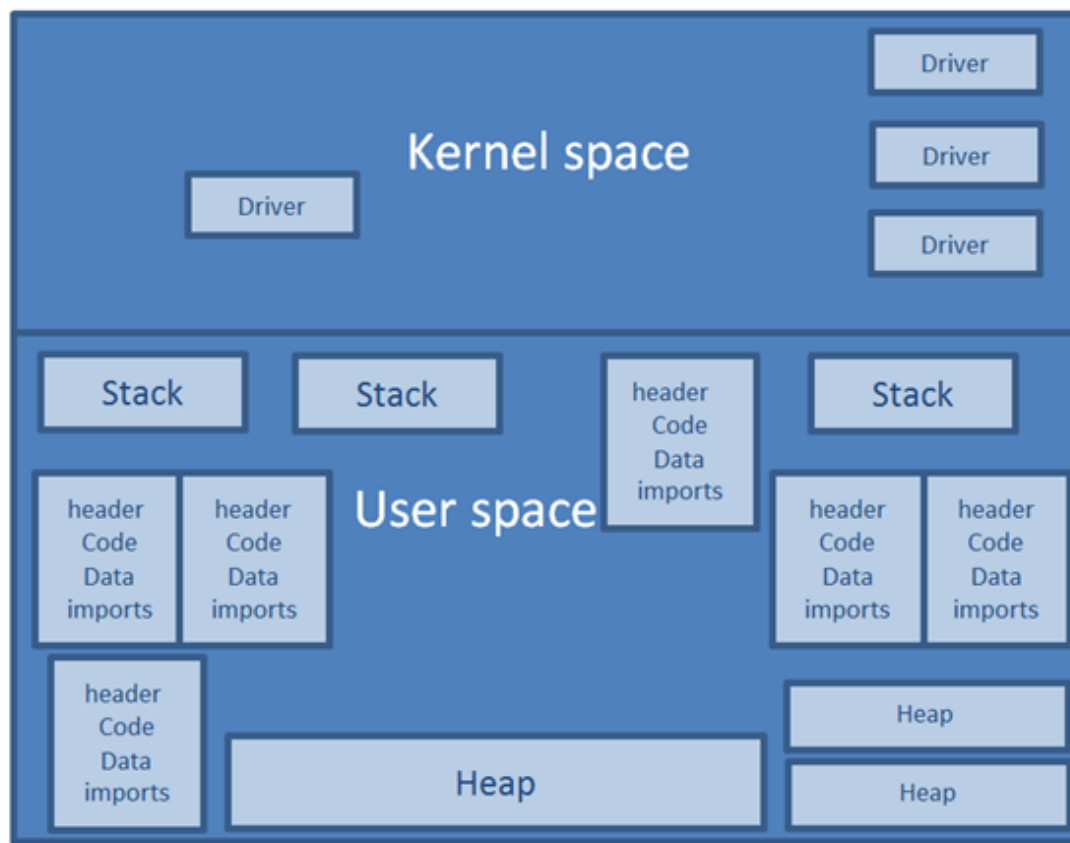 Driver
Kernel space
Driver
Driver
Driver
Stack
Stack
header
Code
Data
imports
Stack
User space
header
Code
Data
imports
header
Code
Data
imports
header
Code
Data
imports
header
Code
Data
imports
header
Code
Data
imports
Heap
Heap
Heap